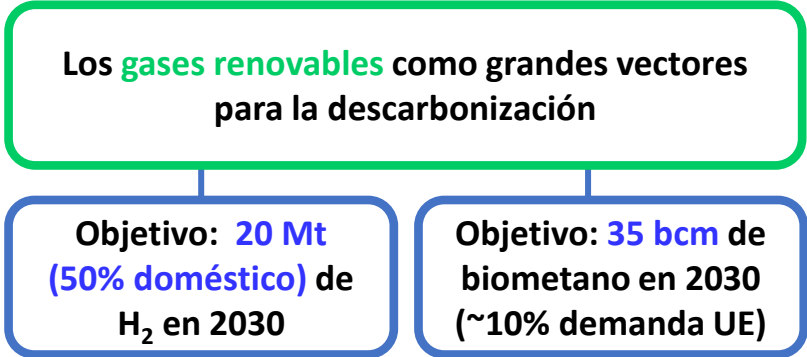 Los gases renovables como grandes vectores
para la descarbonización
Objetivo: 20 Mt
(50% doméstico) de
H₂ en 2030
Objetivo: 35 bcm de
biometano en 2030
(~10% demanda UE)